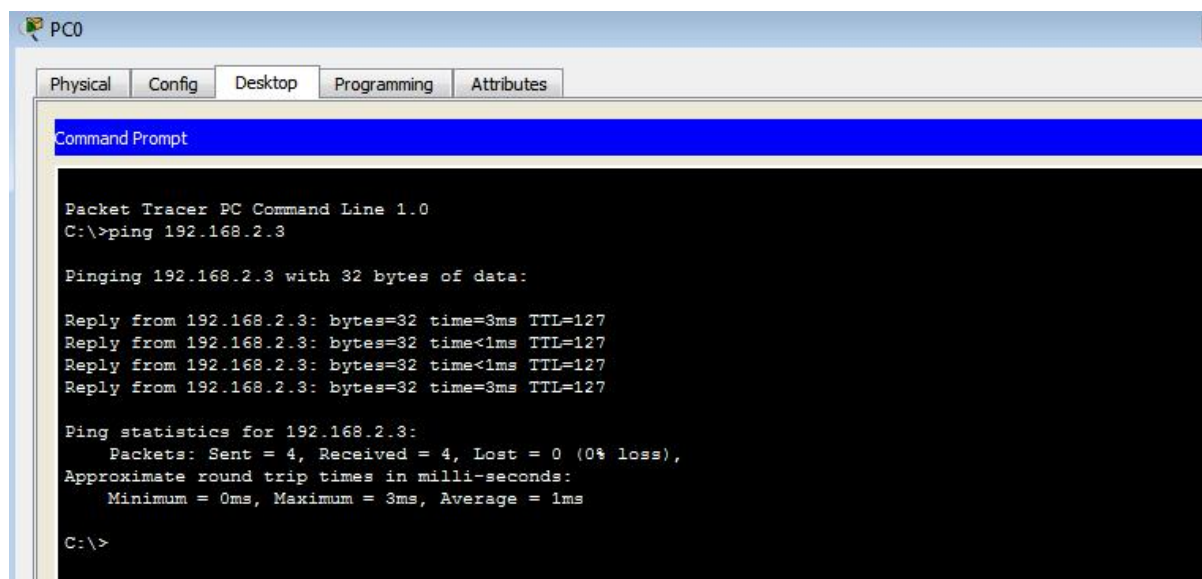 PC0
Physical Config Desktop Programming Attributes
Command Prompt
Packet Tracer PC Command Line 1.0
C:\>ping 192.168.2.3
Pinging 192.168.2.3 with 32 bytes of data:
Reply from 192.168.2.3: bytes=32 time=3ms TTL=127
Reply from 192.168.2.3: bytes=32 time<1ms TTL=127
Reply from 192.168.2.3: bytes=32 time<1ms TTL=127
Reply from 192.168.2.3: bytes=32 time=3ms TTL=127
Ping statistics for 192.168.2.3:
Packets: Sent = 4, Received = 4, Lost = 0 (0% loss),
Approximate round trip times in milli-seconds:
Minimum = 0ms, Maximum = 3ms, Average = 1ms
C:\>